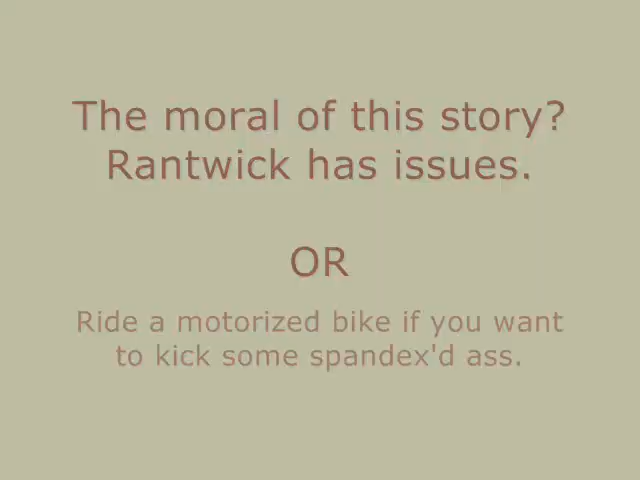 The moral of this story?
Rantwick has issues.
OR
Ride a motorized bike if you want
to kick some spandex'd ass.